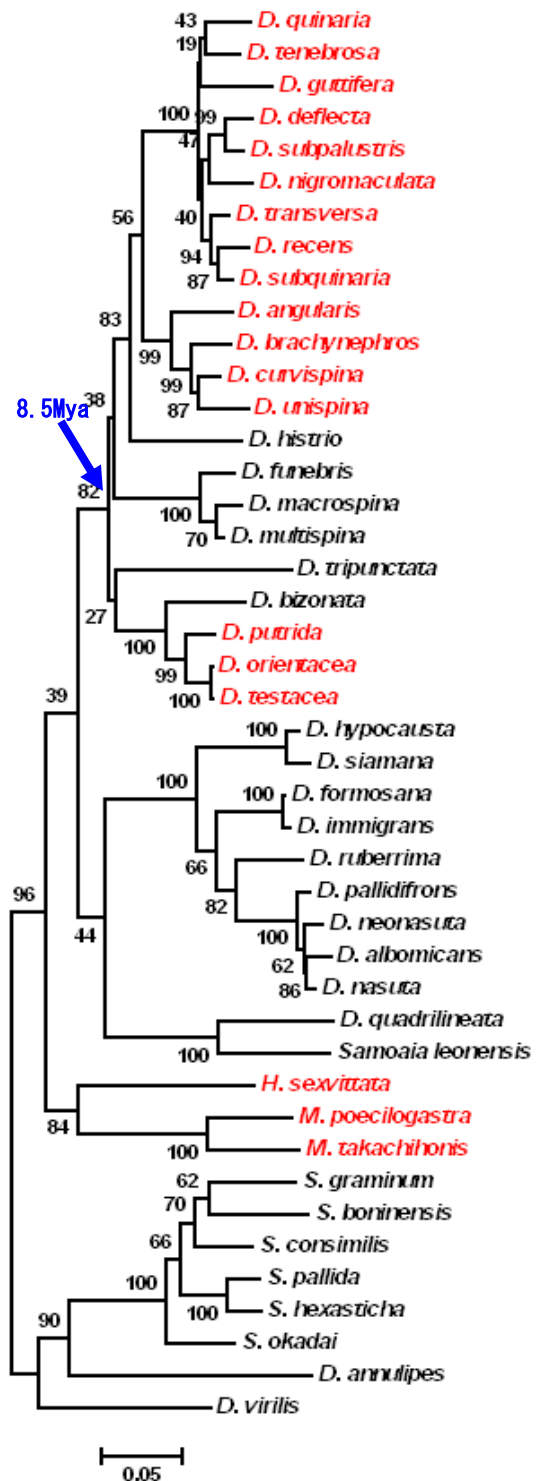 43 D. quinaria
19 D. tenebrosa
D. guttifera
100 99 D. deflecta
47 D. subpalustris
D. nigromaculata
56 40 D. transversa
94 D. recens
87 D. subquinaria
D. angularis
83 99 D. brachynephros
99 D. curvispina
38 87 D. unispina
8.5Mya
D. histrio
D. funebris
82 100 D. macrospina
70 D. multispina
D. tripunctata
27 D. bizonata
100 D. putrida
99 D. orientacea
39 100 D. testacea
100 D. hypocausta
D. siamana
100 100 D. formosana
D. immigrans
66 D. ruberrima
96 82 D. pallidifrons
44 100 D. neonasuta
62 D. albomicans
86 D. nasuta
D. quadrilineata
100 Samoaia leonensis
H. sexvittata
84 M. poecilogastra
100 M. takachihonis
62 S. graminum
70 S. boninensis
66 S. consimilis
S. pallida
100 100 S. hexasticha
90 S. okadai
D. annulipes
D. virilis
0.05